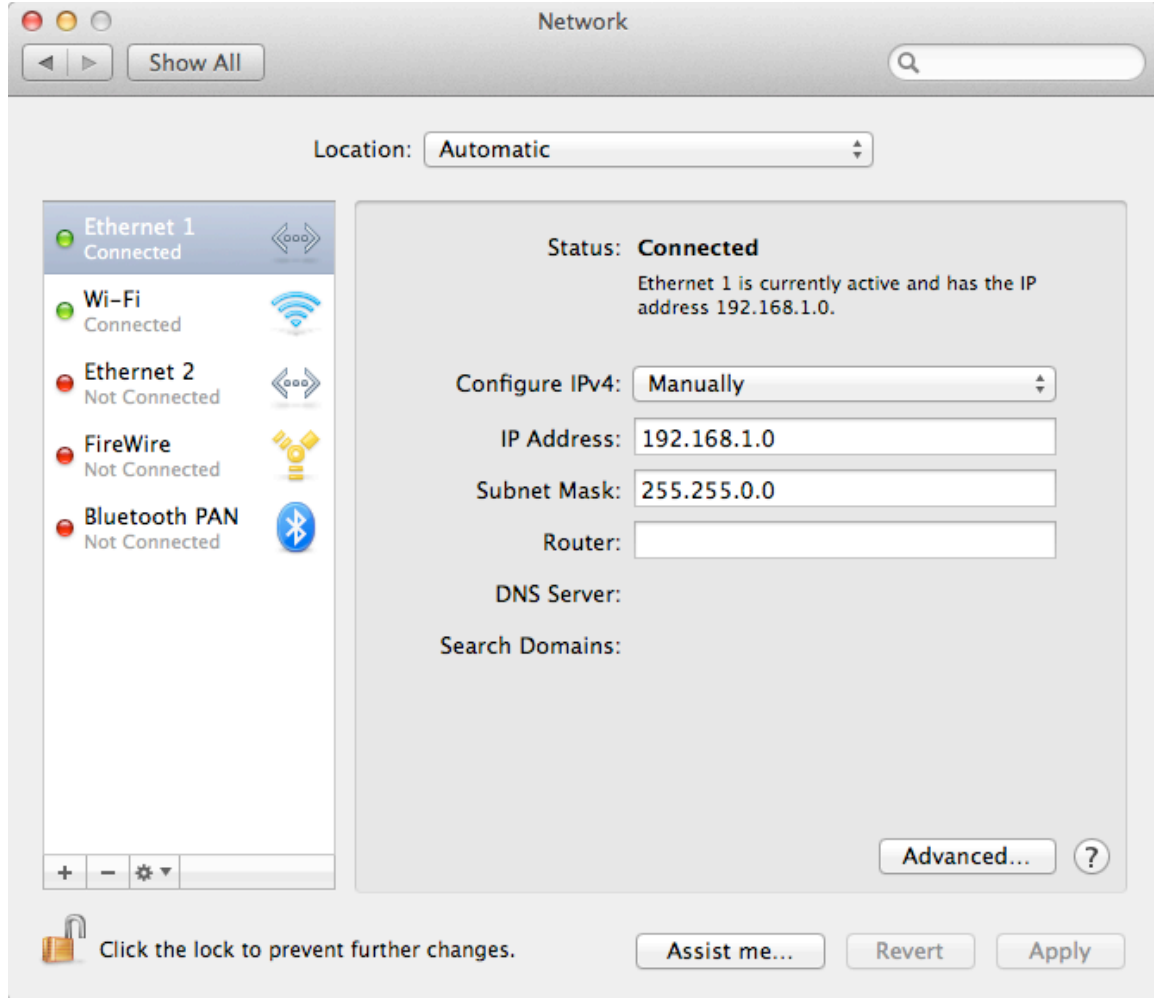 Network
Show All
Location: Automatic
Ethernet 1
Connected
Wi-Fi
Connected
Ethernet 2
Not Connected
FireWire
Not Connected
Bluetooth PAN
Not Connected
Status: Connected
Ethernet 1 is currently active and has the IP
address 192.168.1.0.
Configure IPv4: Manually
IP Address: 192.168.1.0
Subnet Mask: 255.255.0.0
Router:
DNS Server:
Search Domains:
Advanced... ?
Click the lock to prevent further changes.
Assist me... Revert Apply